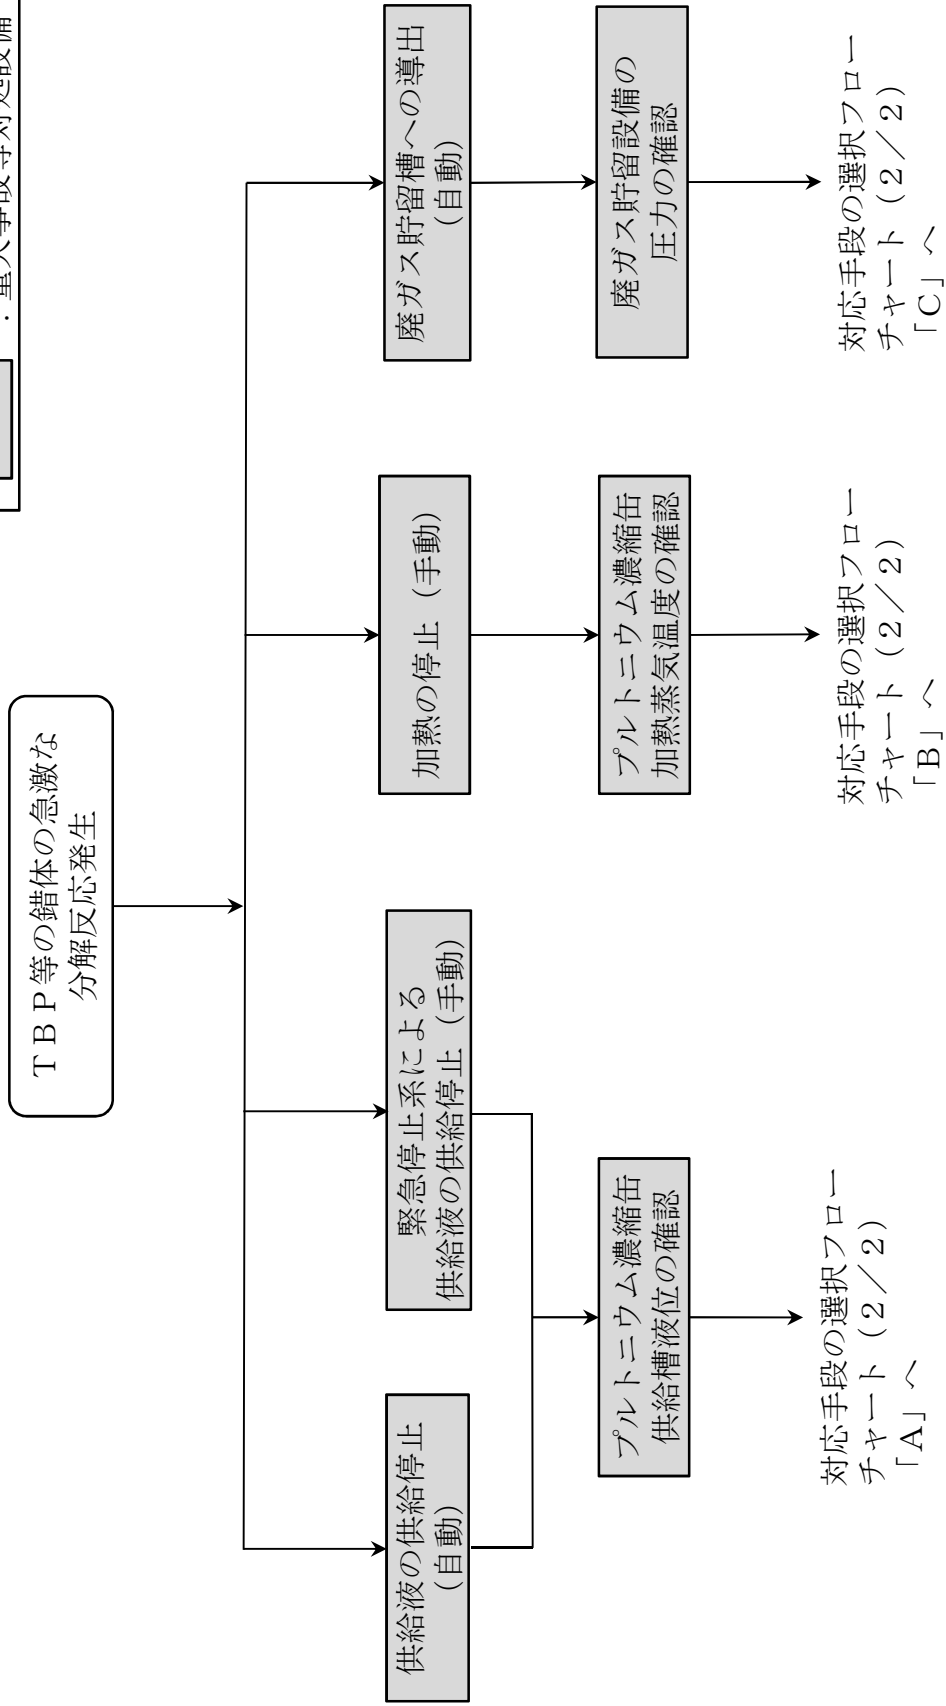 ：重大事故等対処設備
ＴＢＰ等の錯体の急激な
分解反応発生
供給液の供給停止
（自動）
緊急停止系による
供給液の供給停止（手動）
加熱の停止（手動）
廃ガス貯留槽への導出
（自動）
プルトニウム濃縮缶
供給槽液位の確認
プルトニウム濃縮缶
加熱蒸気温度の確認
廃ガス貯留設備の
圧力の確認
対応手段の選択フロー
チャート（２／２）
「Ａ」へ
対応手段の選択フロー
チャート（２／２）
「Ｂ」へ
対応手段の選択フロー
チャート（２／２）
「Ｃ」へ